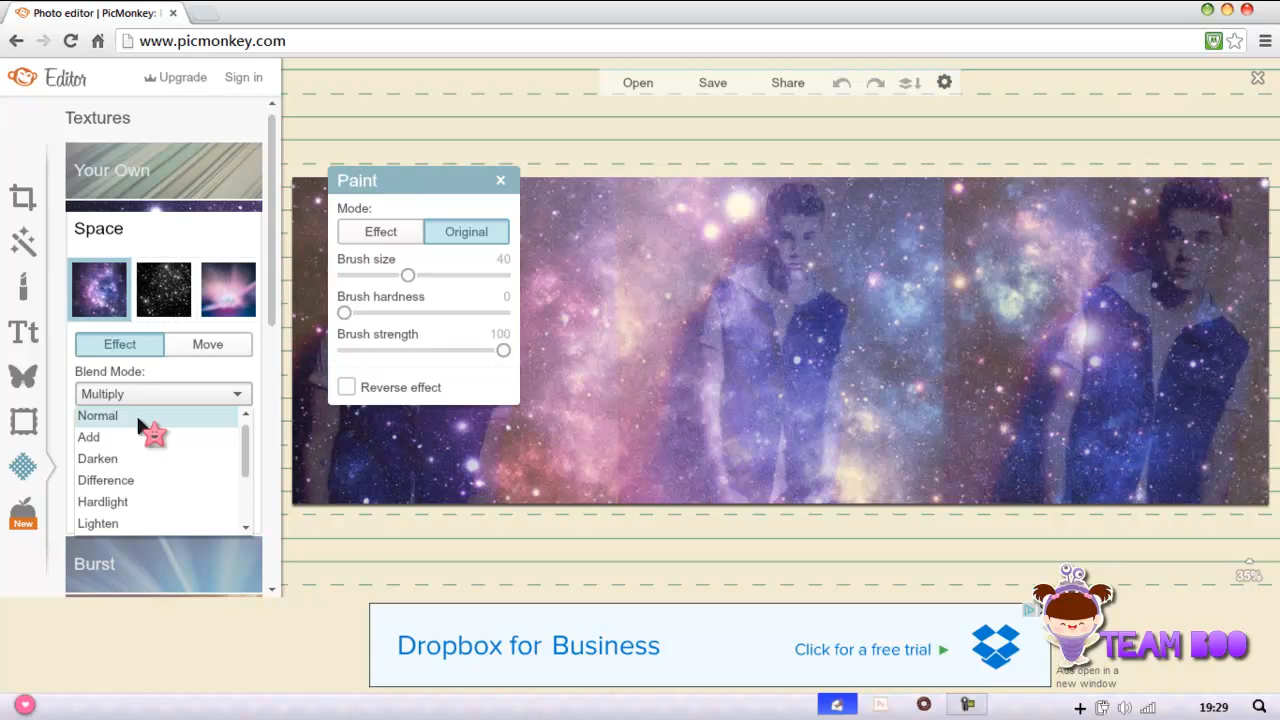 Photo editor | PicMonkey:
www.picmonkey.com
Editor
Upgrade
Sign in
Open
Save
Share
Textures
Your Own
Space
Effect
Move
Blend Mode:
Multiply
Normal
Add
Darken
Difference
Hardlight
Lighten
Burst
Tt
New
Paint
Mode:
Effect
Original
Brush size
40
Brush hardness
0
Brush strength
100
Reverse effect
35%
Dropbox for Business
Click for a free trial
TEAM BOO
Ads open in a
new window
19:29